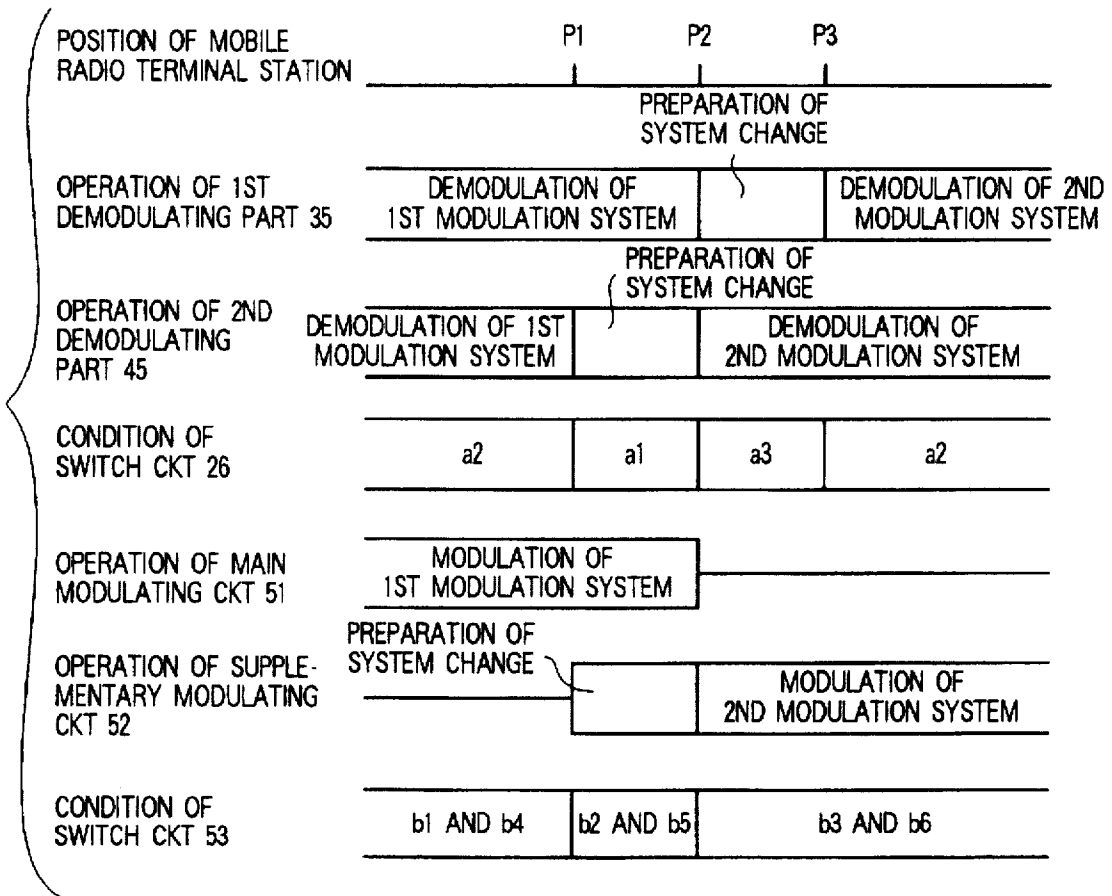 POSITION OF MOBILE
RADIO TERMINAL STATION
P1 P2 P3
PREPARATION OF
SYSTEM CHANGE
OPERATION OF 1ST
DEMODULATING PART 35
DEMODULATION OF
1ST MODULATION SYSTEM
DEMODULATION OF 2ND
MODULATION SYSTEM
PREPARATION OF
SYSTEM CHANGE
OPERATION OF 2ND
DEMODULATING
PART 45
DEMODULATION OF 1ST
MODULATION SYSTEM
DEMODULATION OF
2ND MODULATION SYSTEM
CONDITION OF
SWITCH CKT 26
a2 a1 a3 a2
OPERATION OF MAIN
MODULATING CKT 51
MODULATION OF
1ST MODULATION SYSTEM
PREPARATION OF
SYSTEM CHANGE
OPERATION OF SUPPLE-
MENTARY MODULATING
CKT 52
MODULATION OF
2ND MODULATION SYSTEM
CONDITION OF
SWITCH CKT 53
b1 AND b4 b2 AND b5 b3 AND b6